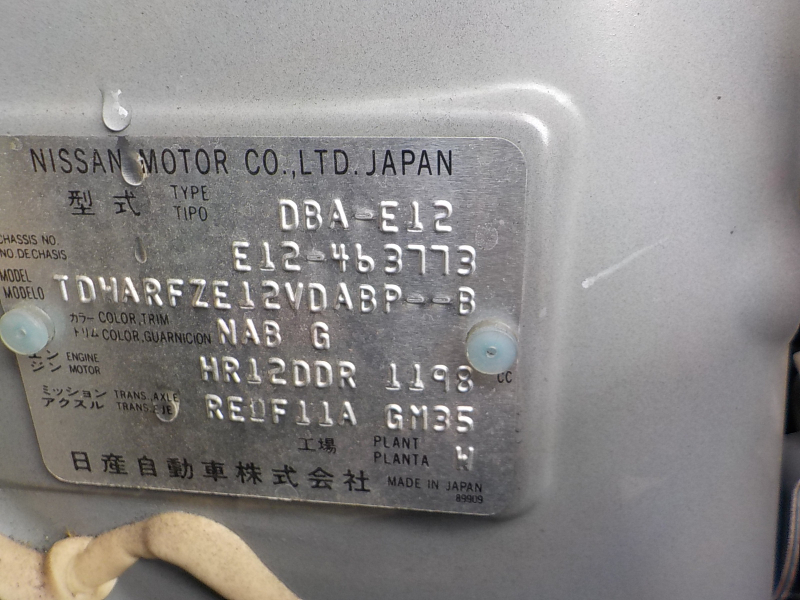 NISSAN MOTOR CO.,LTD. JAPAN
型式 TYPE TIPO DBA-E12
CHASSIS NO. NO.DE.CHASIS E12-463773
MODEL MODELO TDWARFZE12VDABP--B
カラー COLOR,TRIM トリム COLOR,GUARNICION NAB G
エンジン ENGINE MOTOR HR12DDR 1198 CC
ミッション アクスル TRANS.,AXLE TRANS.,EJE RE0F11A GM35
工場 PLANT PLANTA W
日産自動車株式会社 MADE IN JAPAN
89909